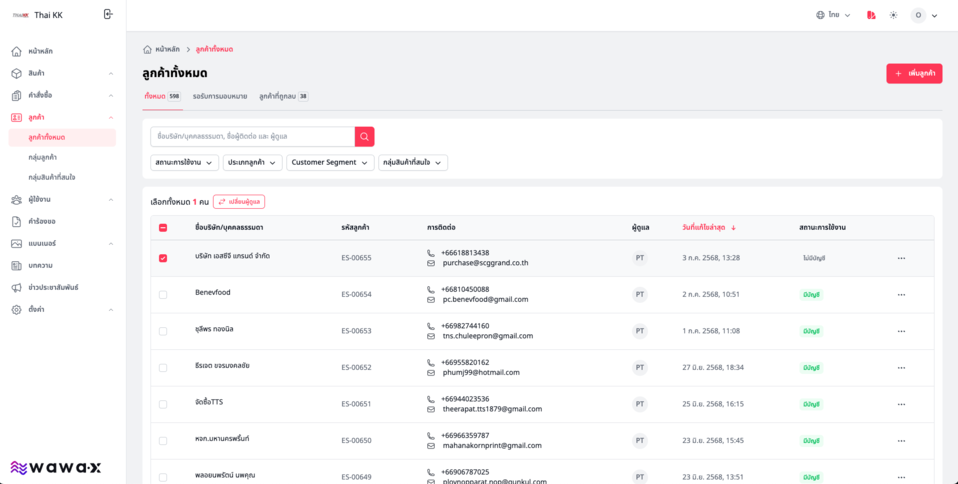 Thai KK
ไทย
O
หน้าหลัก
สินค้า
คำสั่งซื้อ
ลูกค้า
ลูกค้าทั้งหมด
กลุ่มลูกค้า
กลุ่มสินค้าที่สนใจ
ผู้ใช้งาน
คำร้องขอ
แบนเนอร์
บทความ
ข่าวประชาสัมพันธ์
ตั้งค่า
wawa.x
หน้าหลัก > ลูกค้าทั้งหมด
ลูกค้าทั้งหมด
+ เพิ่มลูกค้า
ทั้งหมด 598 รอรับการมอบหมาย ลูกค้าที่ถูกลบ 38
ชื่อบริษัท/บุคคลธรรมดา, ชื่อผู้ติดต่อ และ ผู้ดูแล
สถานะการใช้งาน ประเภทลูกค้า Customer Segment กลุ่มสินค้าที่สนใจ
เลือกทั้งหมด 1 คน เปลี่ยนผู้ดูแล
ชื่อบริษัท/บุคคลธรรมดา รหัสลูกค้า การติดต่อ ผู้ดูแล วันที่แก้ไขล่าสุด สถานะการใช้งาน
บริษัท เอสซีจี แกรนด์ จำกัด ES-00655 +66618813438 PT 3 ก.ค. 2568, 13:28 ไม่มีบัญชี
purchase@scggrand.co.th
Benevfood ES-00654 +66810450088 PT 2 ก.ค. 2568, 10:51 มีบัญชี
pc.benevfood@gmail.com
ชุลีพร ทองนิล ES-00653 +66982744160 PT 1 ก.ค. 2568, 11:08 มีบัญชี
tns.chuleepron@gmail.com
ธีรเจต ขจรมงคลชัย ES-00652 +66955820162 PT 27 มิ.ย. 2568, 18:34 มีบัญชี
phumj99@hotmail.com
จัดซื้อTTS ES-00651 +66944023536 PT 25 มิ.ย. 2568, 16:15 มีบัญชี
theerapat.tts1879@gmail.com
หจก.มหานครพริ้นท์ ES-00650 +66966359787 PT 23 มิ.ย. 2568, 15:45 มีบัญชี
mahanakornprint@gmail.com
พลอยนพรัตน์ นพคุณ ES-00649 +66906787025 PT 23 มิ.ย. 2568, 13:51 มีบัญชี
ploynopparat.nop@gunkul.com